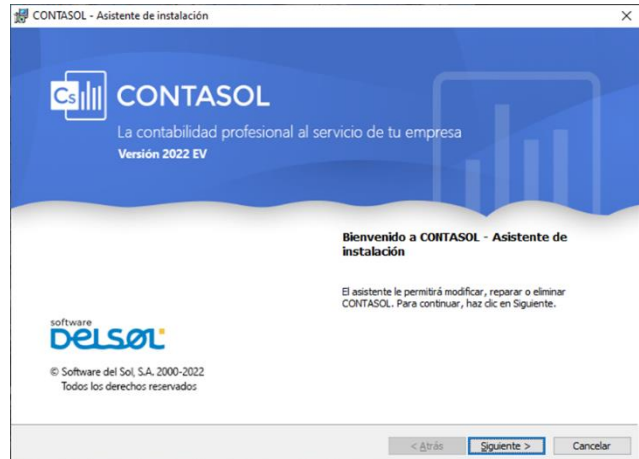 CONTASOL - Asistente de instalación
Cs CONTASOL
La contabilidad profesional al servicio de tu empresa
Versión 2022 EV
Bienvenido a CONTASOL - Asistente de
instalación
El asistente le permitirá modificar, reparar o eliminar
CONTASOL. Para continuar, haz clic en Siguiente.
software
DELSOL
© Software del Sol, S.A. 2000-2022
Todos los derechos reservados
< Atrás Siguiente > Cancelar